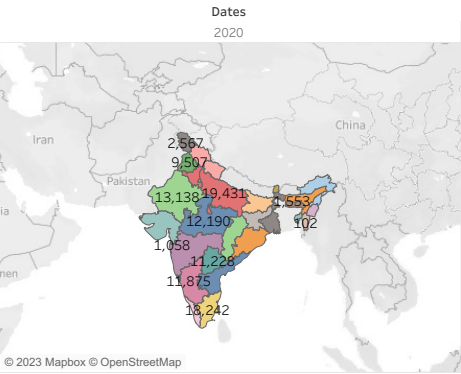 Dates
2020
Iran
China
Pakistan
2,567
9,507
13,138
19,431
12,190
1,553
102
1,058
11,228
11,875
13,242
© 2023 Mapbox © OpenStreetMap